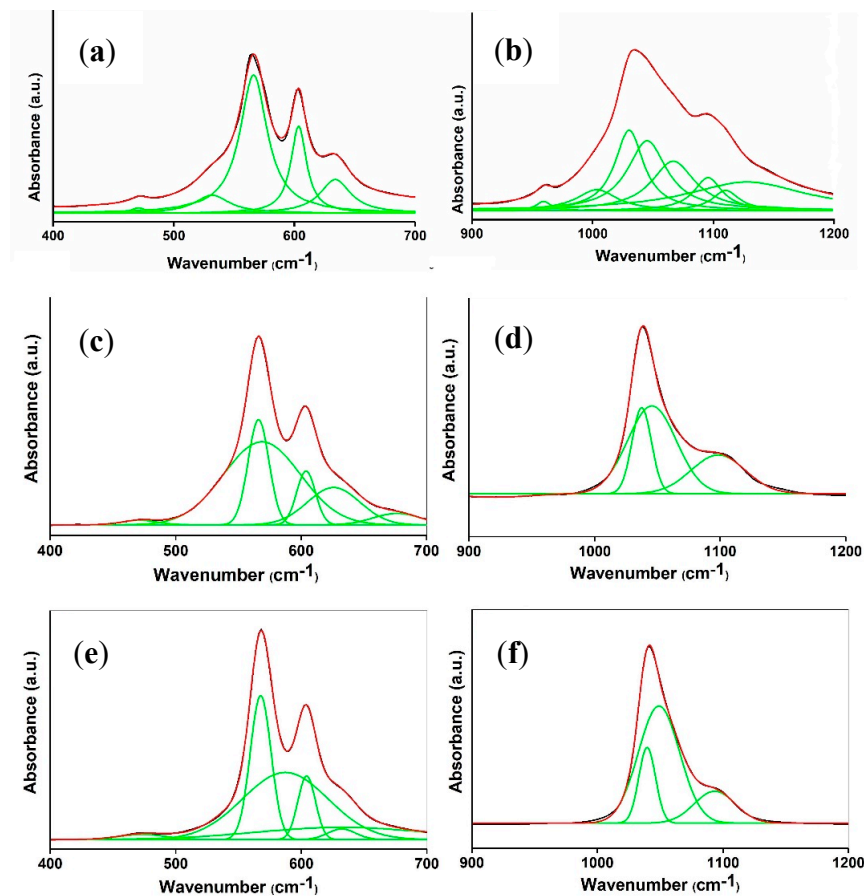 (a)
Absorbance (a.u.)
400 500 600 700
Wavenumber (cm-1)
(b)
Absorbance (a.u.)
900 1000 1100 1200
Wavenumber (cm-1)
(c)
Absorbance (a.u.)
400 500 600 700
Wavenumber (cm-1)
(d)
Absorbance (a.u.)
900 1000 1100 1200
Wavenumber (cm-1)
(e)
Absorbance (a.u.)
400 500 600 700
Wavenumber (cm-1)
(f)
Absorbance (a.u.)
900 1000 1100 1200
Wavenumber (cm-1)